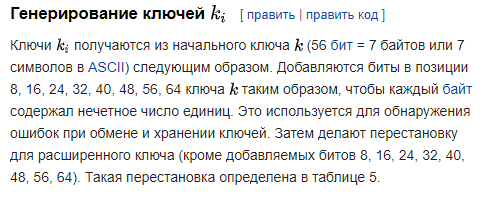 Генерирование ключей kᵢ [ править | править код ]
Ключи kᵢ получаются из начального ключа k (56 бит = 7 байтов или 7
символов в ASCII) следующим образом. Добавляются биты в позиции
8, 16, 24, 32, 40, 48, 56, 64 ключа k таким образом, чтобы каждый байт
содержал нечетное число единиц. Это используется для обнаружения
ошибок при обмене и хранении ключей. Затем делают перестановку
для расширенного ключа (кроме добавляемых битов 8, 16, 24, 32, 40,
48, 56, 64). Такая перестановка определена в таблице 5.